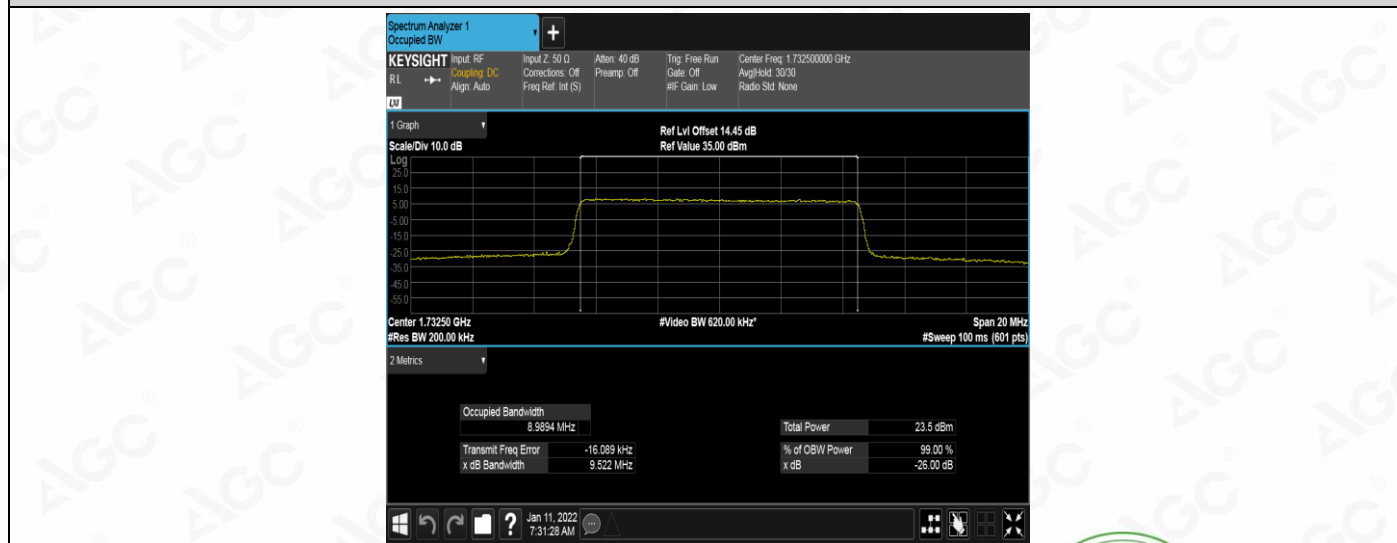 Spectrum Analyzer 1
Occupied BW
+
KEYSIGHT
RL
LXI
Input: RF
Coupling: DC
Align: Auto
Input Z: 50 Ω
Corrections: Off
Freq Ref: Int (S)
Atten: 40 dB
Preamp: Off
Trig: Free Run
Gate: Off
#IF Gain: Low
Center Freq: 1.732500000 GHz
Avg|Hold: 30/30
Radio Std: None
1 Graph
Scale/Div 10.0 dB
Ref Lvl Offset 14.45 dB
Ref Value 35.00 dBm
Log
25.0
15.0
5.00
-5.00
-15.0
-25.0
-35.0
-45.0
-55.0
Center 1.73250 GHz
#Video BW 620.00 kHz*
Span 20 MHz
#Res BW 200.00 kHz
#Sweep 100 ms (601 pts)
2 Metrics
Occupied Bandwidth
8.9894 MHz
Total Power 23.5 dBm
Transmit Freq Error -16.089 kHz
% of OBW Power 99.00 %
x dB Bandwidth 9.522 MHz
x dB -26.00 dB
?
Jan 11, 2022
7:31:28 AM
AGC